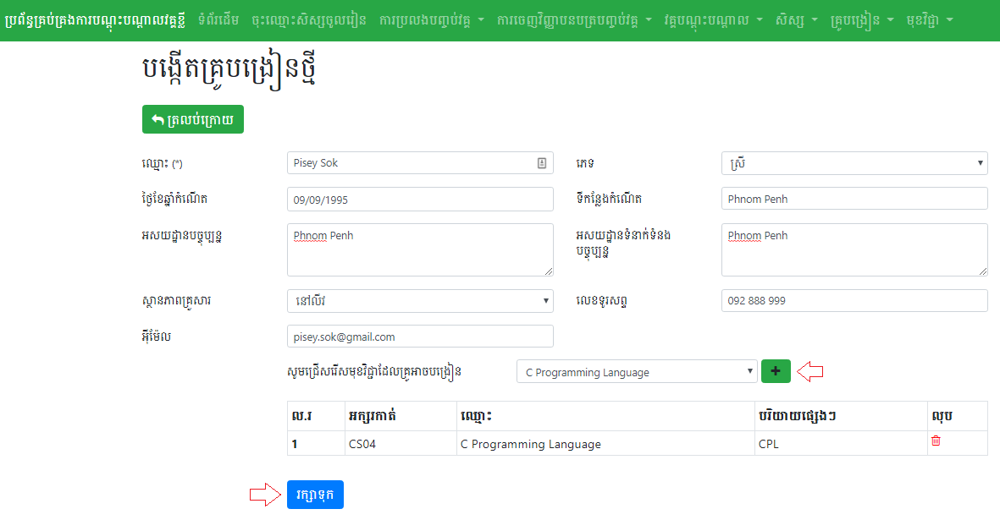 ប្រព័ន្ធគ្រប់គ្រងការបណ្តុះបណ្តាលវគ្គខ្លី ទំព័រដើម ចុះឈ្មោះសិស្សចូលរៀន ការប្រលងបញ្ចប់វគ្គ ការចេញវិញ្ញាបនបត្របញ្ចប់វគ្គ វគ្គបណ្តុះបណ្តាល សិស្ស គ្រូបង្រៀន មុខវិជ្ជា
បង្កើតគ្រូបង្រៀនថ្មី
ត្រលប់ក្រោយ
ឈ្មោះ (*) Pisey Sok ភេទ ស្រី
ថ្ងៃខែឆ្នាំកំណើត 09/09/1995 ទីកន្លែងកំណើត Phnom Penh
អសយដ្ឋានបច្ចុប្បន្ន Phnom Penh អសយដ្ឋានទំនាក់ទំនង Phnom Penh
បច្ចុប្បន្ន
ស្ថានភាពគ្រួសារ នៅលីវ លេខទូរសព្ទ 092 888 999
អ៊ីម៉ែល pisey.sok@gmail.com
សូមជ្រើសរើសមុខវិជ្ជាដែលគ្រូអាចបង្រៀន C Programming Language +
ល.រ អក្សរកាត់ ឈ្មោះ បរិយាយផ្សេងៗ លុប
1 CS04 C Programming Language CPL
រក្សាទុក